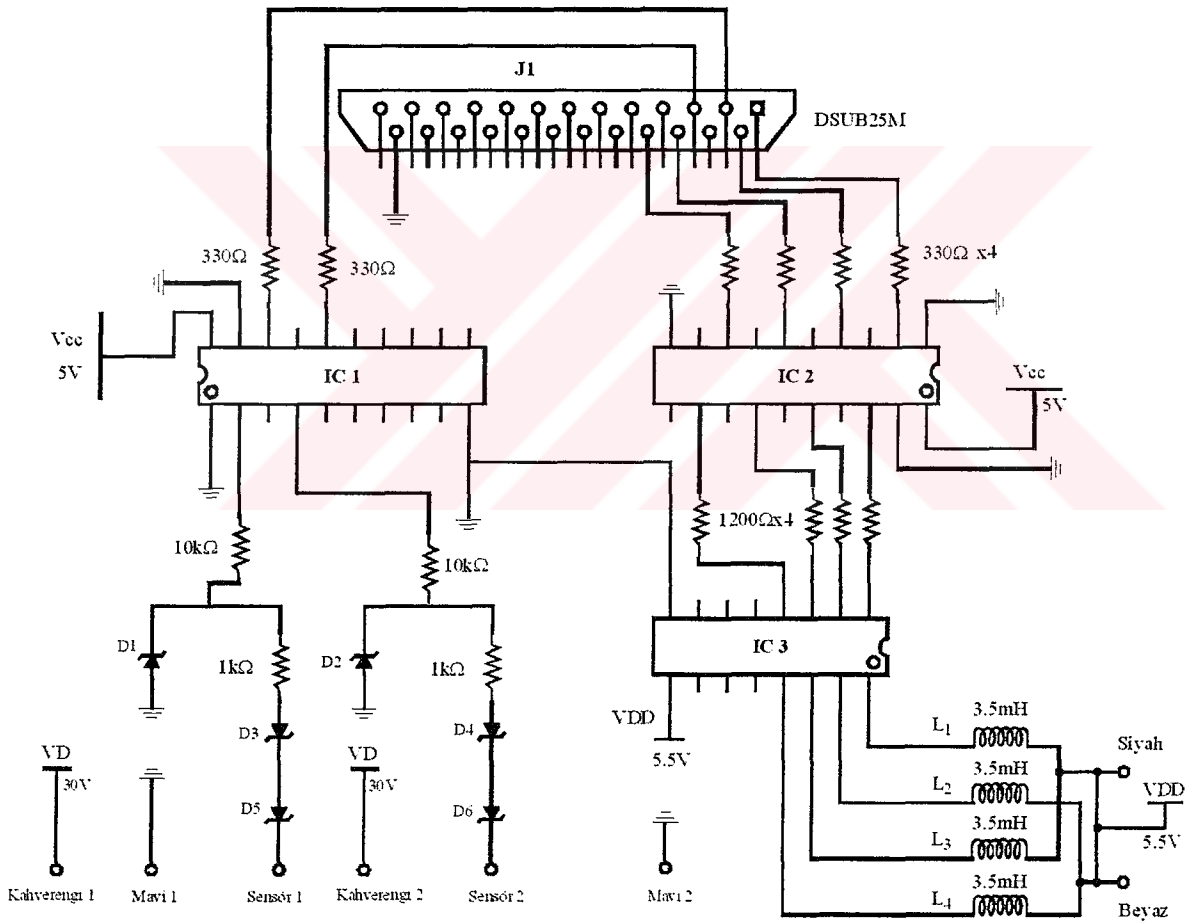 J1
DSUB25M
330Ω
330Ω
330Ω x4
Vcc
5V
IC 1
IC 2
Vcc
5V
10kΩ
10kΩ
1200Ωx4
D1
1kΩ
D2
1kΩ
IC 3
VDD
5.5V
D3
D4
VD
30V
VD
30V
D5
D6
L1
3.5mH
L2
3.5mH
L3
3.5mH
L4
3.5mH
Siyah
VDD
5.5V
Beyaz
Kahverengi 1
Mavi 1
Sensör 1
Kahverengi 2
Sensör 2
Mavi 2